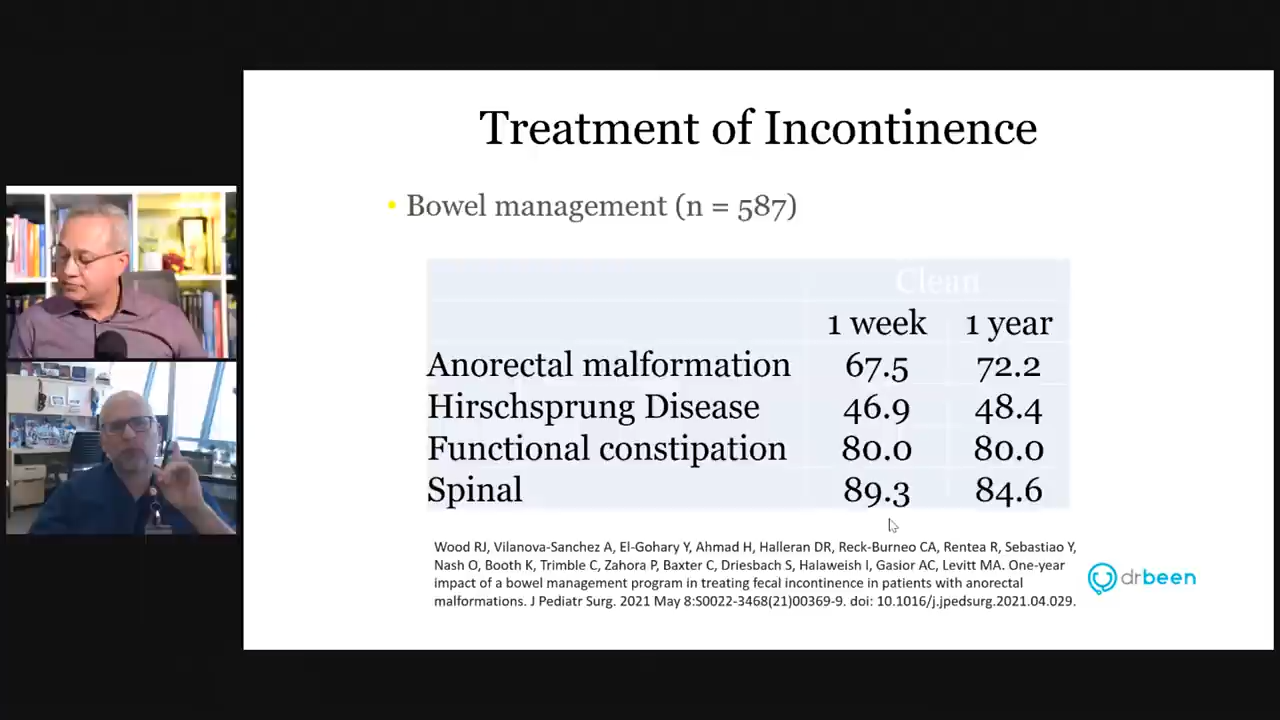 Treatment of Incontinence
• Bowel management (n = 587)
Clean
1 week 1 year
Anorectal malformation 67.5 72.2
Hirschsprung Disease 46.9 48.4
Functional constipation 80.0 80.0
Spinal 89.3 84.6
Wood RJ, Vilanova-Sanchez A, El-Gohary Y, Ahmad H, Halleran DR, Reck-Burneo CA, Rentea R, Sebastiao Y,
Nash O, Booth K, Trimble C, Zahora P, Baxter C, Driesbach S, Halaweish I, Gasior AC, Levitt MA. One-year
impact of a bowel management program in treating fecal incontinence in patients with anorectal
malformations. J Pediatr Surg. 2021 May 8:S0022-3468(21)00369-9. doi: 10.1016/j.jpedsurg.2021.04.029.
drbeen